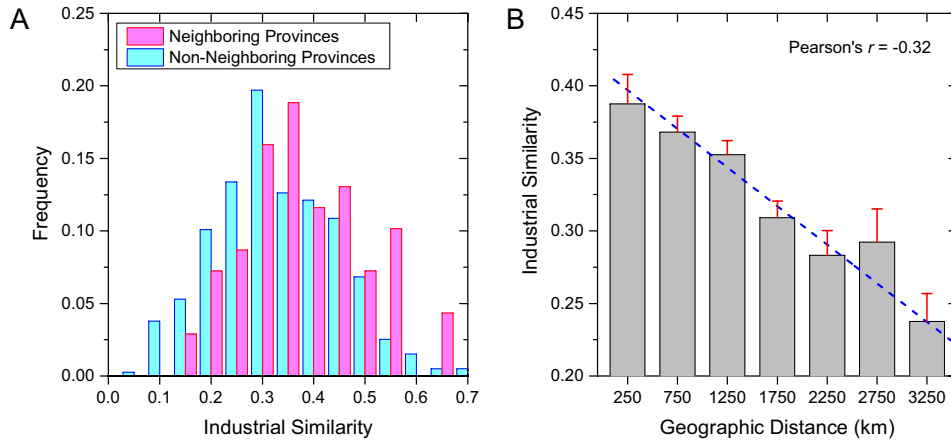 A
Neighboring Provinces
Non-Neighboring Provinces
Frequency
0.25
0.20
0.15
0.10
0.05
0.00
0.0 0.1 0.2 0.3 0.4 0.5 0.6 0.7
Industrial Similarity
B
Pearson's r = -0.32
Industrial Similarity
0.45
0.40
0.35
0.30
0.25
0.20
250 750 1250 1750 2250 2750 3250
Geographic Distance (km)